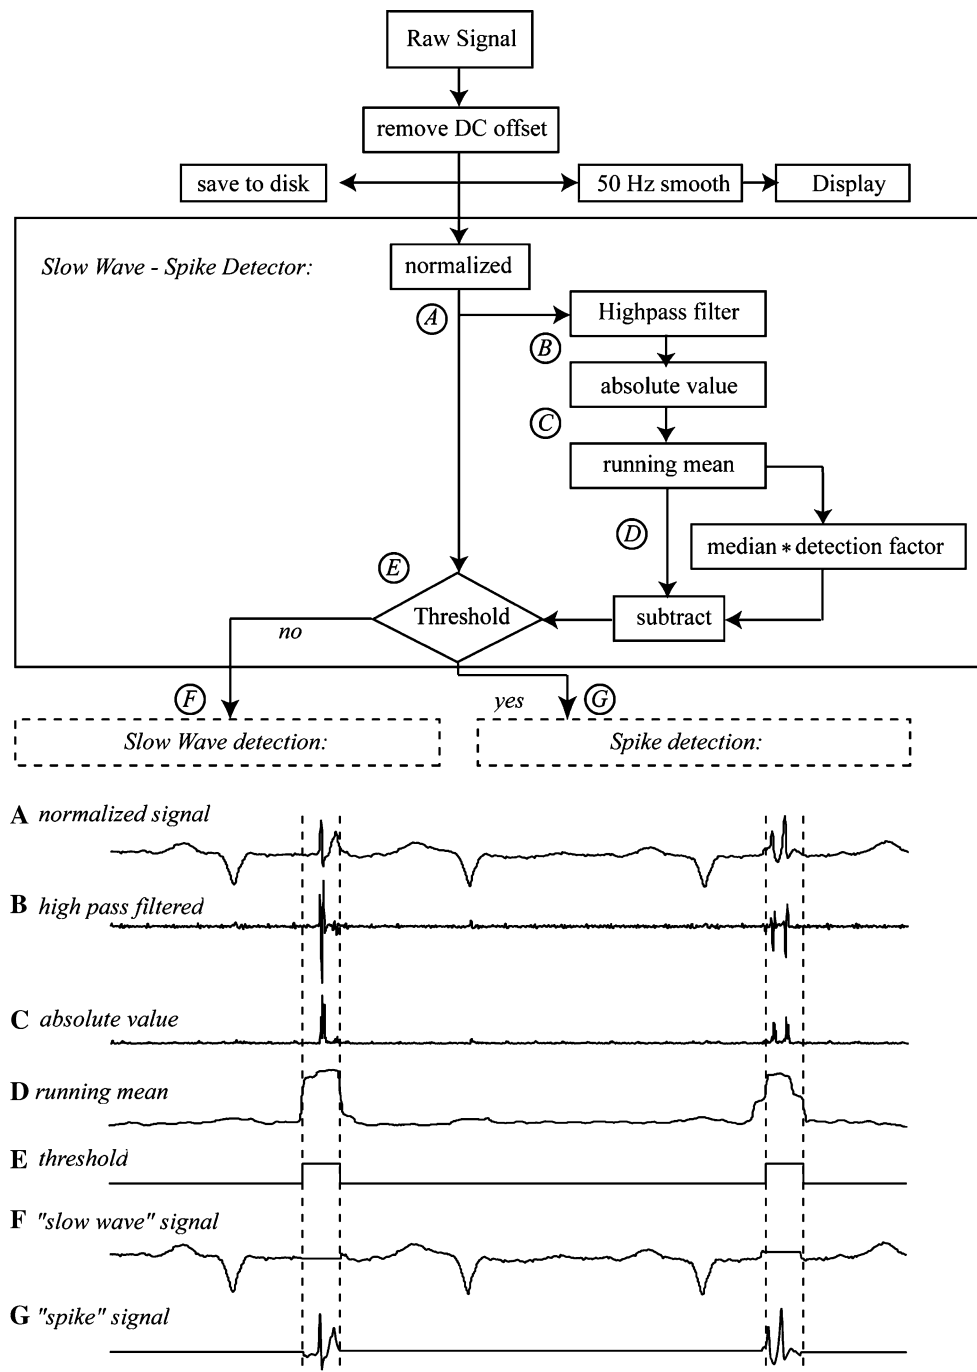 Raw Signal
remove DC offset
save to disk
50 Hz smooth
Display
Slow Wave - Spike Detector:
normalized
A
Highpass filter
B
absolute value
C
running mean
D
median * detection factor
E
Threshold
subtract
no
F
yes
G
Slow Wave detection:
Spike detection:
A normalized signal
B high pass filtered
C absolute value
D running mean
E threshold
F "slow wave" signal
G "spike" signal